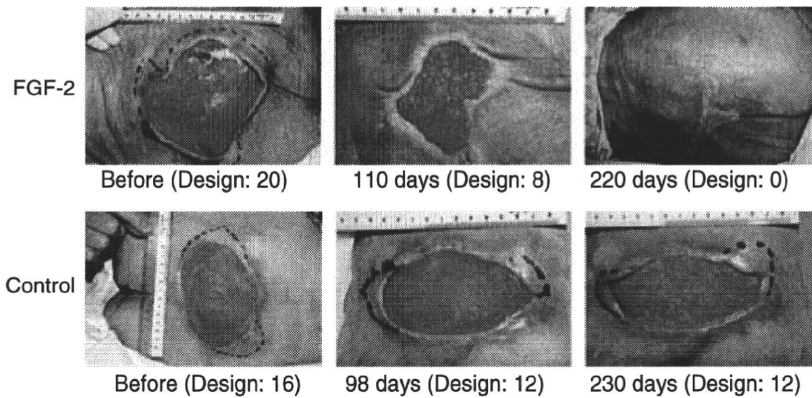 FGF-2
Before (Design: 20)
110 days (Design: 8)
220 days (Design: 0)
Control
Before (Design: 16)
98 days (Design: 12)
230 days (Design: 12)